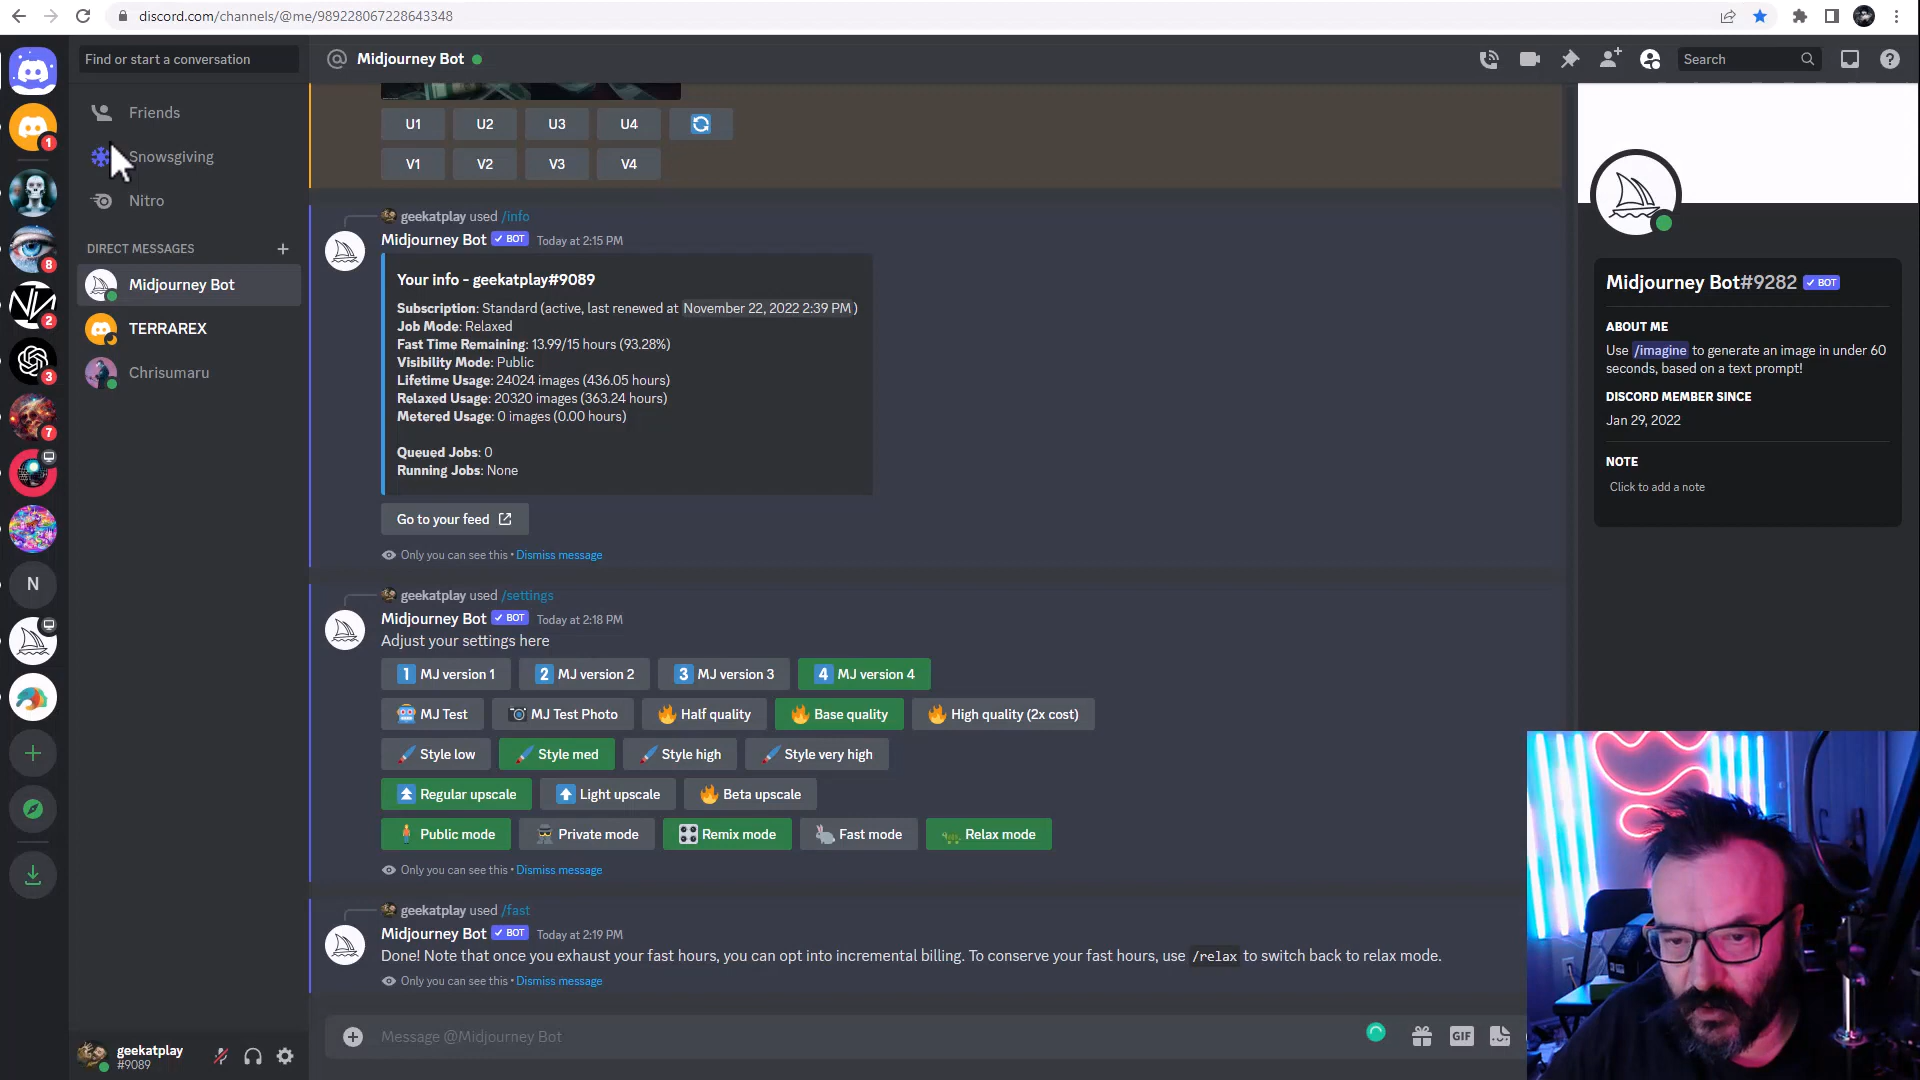 discord.com/channels/@me/989228067228643348
Find or start a conversation
Midjourney Bot
Search
1
Friends
Snowsgiving
Nitro
DIRECT MESSAGES
Midjourney Bot
TERRAREX
Chrisumaru
8
2
3
7
N
U1 U2 U3 U4
V1 V2 V3 V4
geekatplay used /info
Midjourney Bot BOT Today at 2:15 PM
Your info - geekatplay#9089
Subscription: Standard (active, last renewed at November 22, 2022 2:39 PM)
Job Mode: Relaxed
Fast Time Remaining: 13.99/15 hours (93.28%)
Visibility Mode: Public
Lifetime Usage: 24024 images (436.05 hours)
Relaxed Usage: 20320 images (363.24 hours)
Metered Usage: 0 images (0.00 hours)
Queued Jobs: 0
Running Jobs: None
Go to your feed
Only you can see this • Dismiss message
geekatplay used /settings
Midjourney Bot BOT Today at 2:18 PM
Adjust your settings here
1 MJ version 1 2 MJ version 2 3 MJ version 3 4 MJ version 4
MJ Test MJ Test Photo Half quality Base quality High quality (2x cost)
Style low Style med Style high Style very high
Regular upscale Light upscale Beta upscale
Public mode Private mode Remix mode Fast mode Relax mode
Only you can see this • Dismiss message
geekatplay used /fast
Midjourney Bot BOT Today at 2:19 PM
Done! Note that once you exhaust your fast hours, you can opt into incremental billing. To conserve your fast hours, use /relax to switch back to relax mode.
Only you can see this • Dismiss message
Message @Midjourney Bot
GIF
geekatplay
#9089
Midjourney Bot#9282 BOT
ABOUT ME
Use /imagine to generate an image in under 60
seconds, based on a text prompt!
DISCORD MEMBER SINCE
Jan 29, 2022
NOTE
Click to add a note